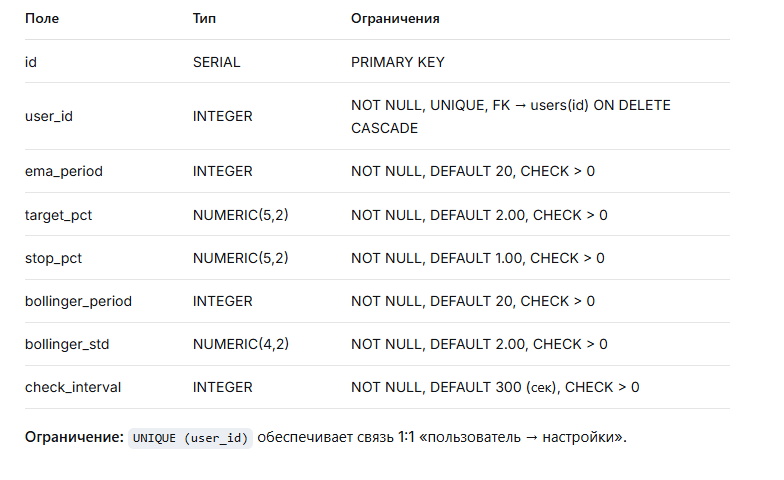 Поле Тип Ограничения
id SERIAL PRIMARY KEY
user_id INTEGER NOT NULL, UNIQUE, FK → users(id) ON DELETE CASCADE
ema_period INTEGER NOT NULL, DEFAULT 20, CHECK > 0
target_pct NUMERIC(5,2) NOT NULL, DEFAULT 2.00, CHECK > 0
stop_pct NUMERIC(5,2) NOT NULL, DEFAULT 1.00, CHECK > 0
bollinger_period INTEGER NOT NULL, DEFAULT 20, CHECK > 0
bollinger_std NUMERIC(4,2) NOT NULL, DEFAULT 2.00, CHECK > 0
check_interval INTEGER NOT NULL, DEFAULT 300 (сек), CHECK > 0
Ограничение: UNIQUE (user_id) обеспечивает связь 1:1 «пользователь → настройки».